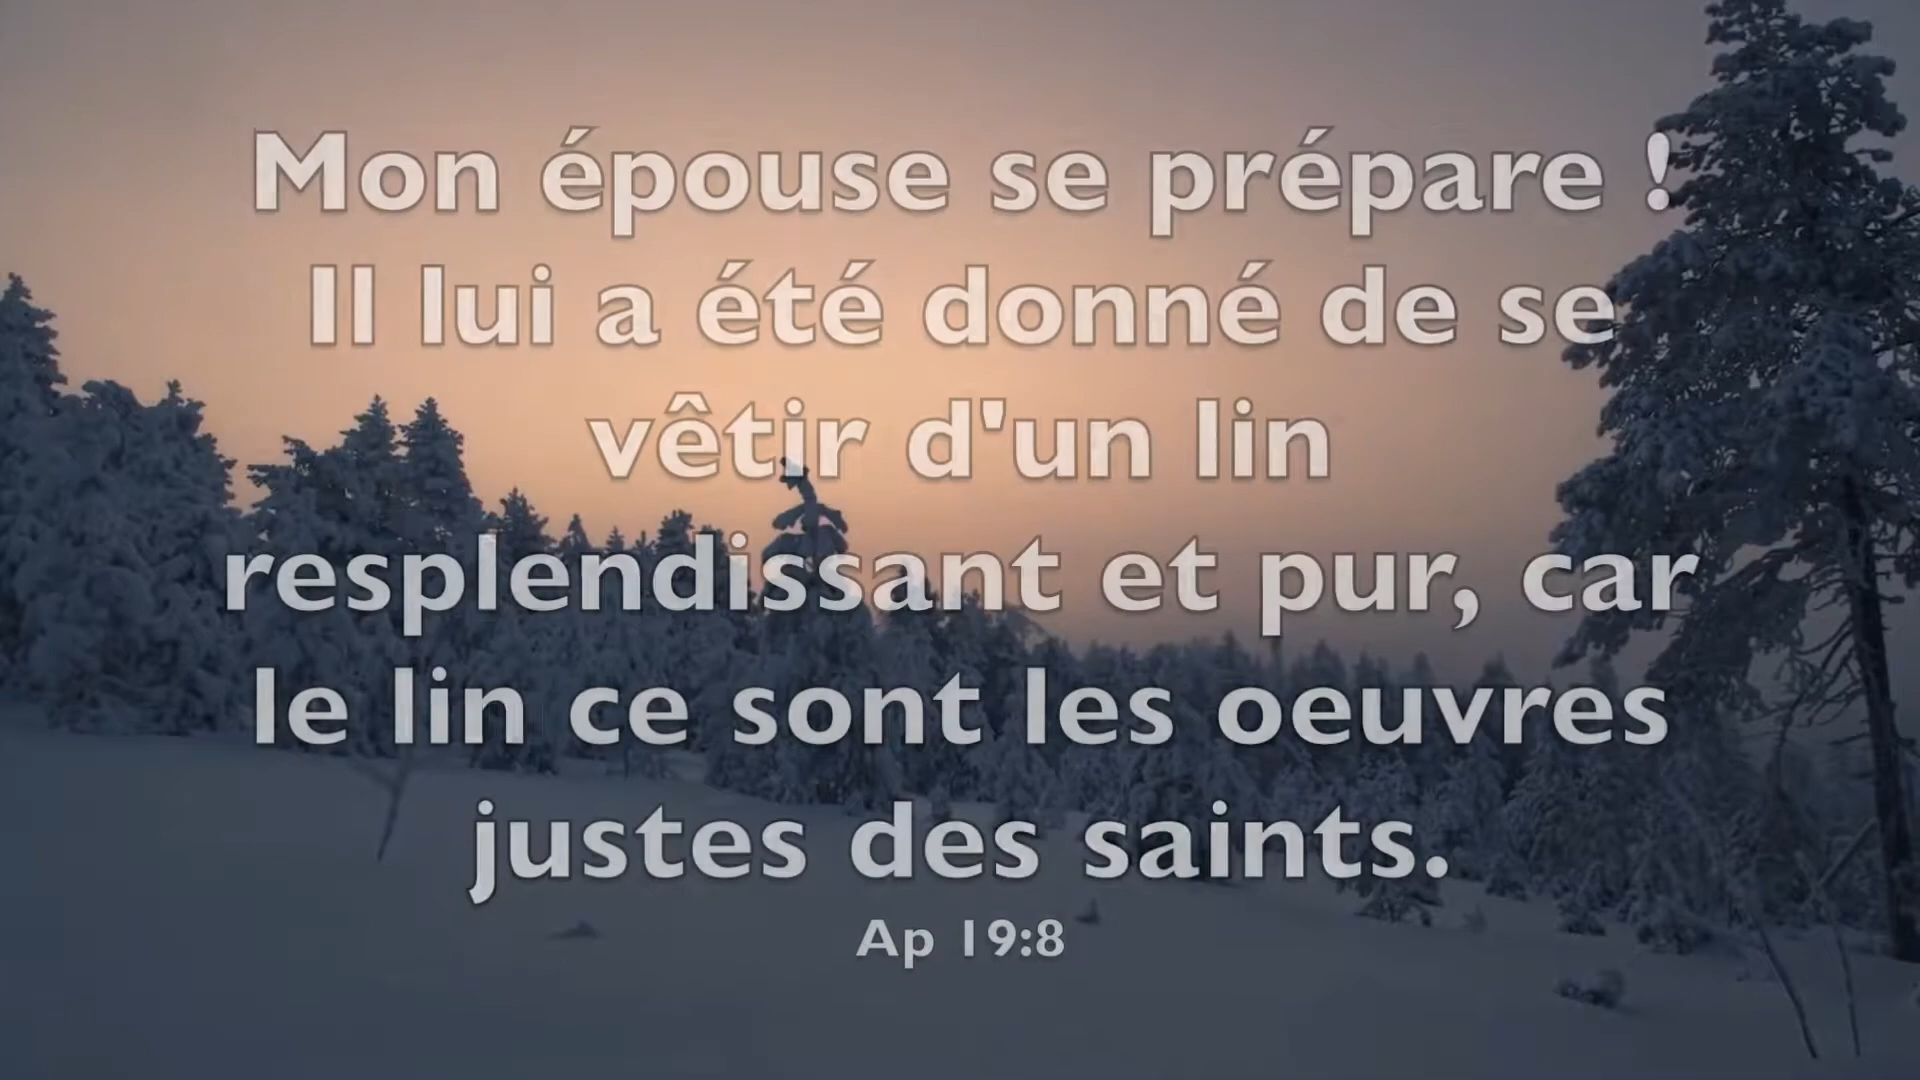 Mon épouse se prépare !
Il lui a été donné de se
vêtir d'un lin
resplendissant et pur, car
le lin ce sont les oeuvres
justes des saints.
Ap 19:8